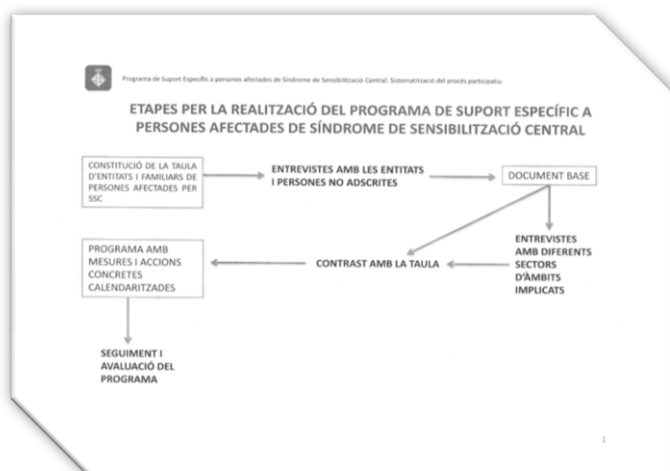 Programa de Suport Específic a persones afectades de Síndrome de Sensibilització Central: Sistematització del procés participatiu
ETAPES PER LA REALITZACIÓ DEL PROGRAMA DE SUPORT ESPECÍFIC A
PERSONES AFECTADES DE SÍNDROME DE SENSIBILITZACIÓ CENTRAL
CONSTITUCIÓ DE LA TAULA
D'ENTITATS I FAMILIARS DE
PERSONES AFECTADES PER
SSC
ENTREVISTES AMB LES ENTITATS
I PERSONES NO ADSCRITES
DOCUMENT BASE
ENTREVISTES
AMB DIFERENTS
SECTORS
D'ÀMBITS
IMPLICATS
CONTRAST AMB LA TAULA
PROGRAMA AMB
MESURES I ACCIONS
CONCRETES
CALENDARITZADES
SEGUIMENT I
AVALUACIÓ DEL
PROGRAMA
1